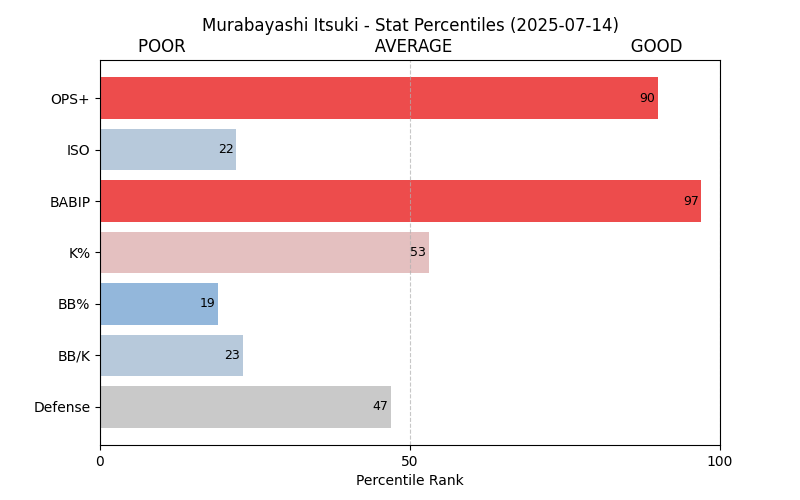 Murabayashi Itsuki - Stat Percentiles (2025-07-14)
POOR AVERAGE GOOD
OPS+ 90
ISO 22
BABIP 97
K% 53
BB% 19
BB/K 23
Defense 47
0 50 100
Percentile Rank